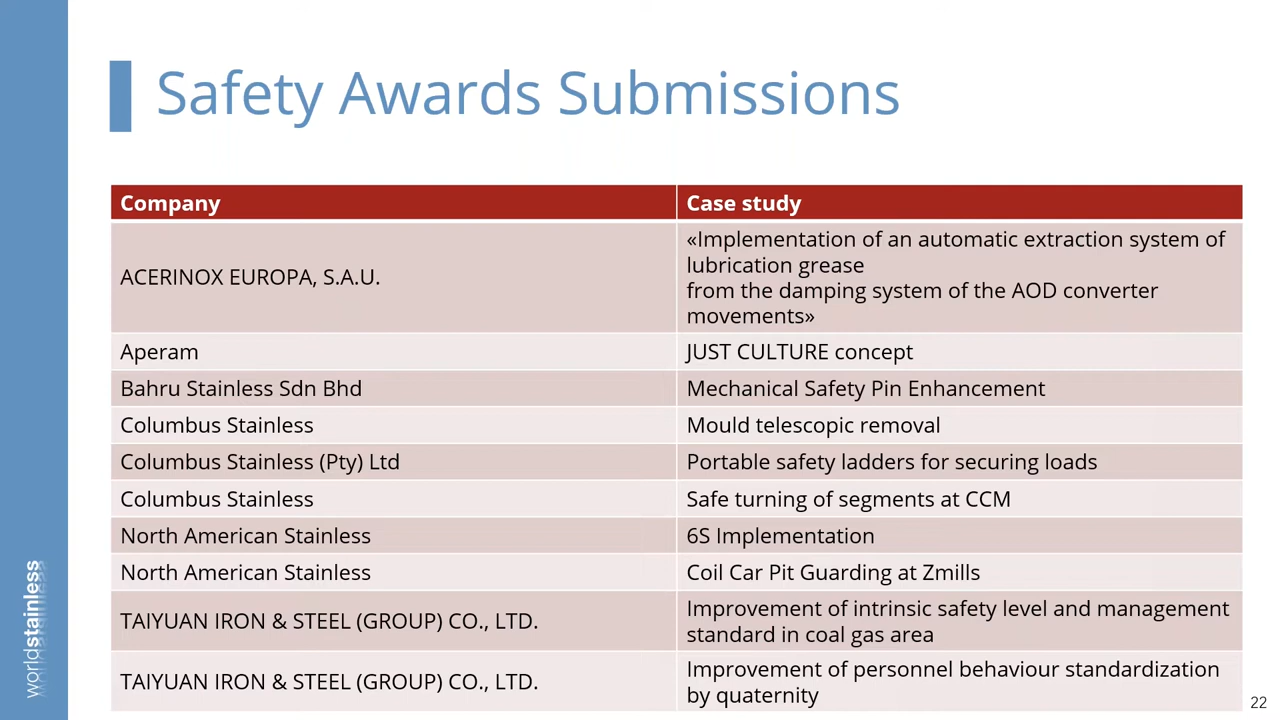 Safety Awards Submissions
Company
Case study
ACERINOX EUROPA, S.A.U.
«Implementation of an automatic extraction system of
lubrication grease
from the damping system of the AOD converter
movements»
Aperam
JUST CULTURE concept
Bahru Stainless Sdn Bhd
Mechanical Safety Pin Enhancement
Columbus Stainless
Mould telescopic removal
Columbus Stainless (Pty) Ltd
Portable safety ladders for securing loads
Columbus Stainless
Safe turning of segments at CCM
North American Stainless
6S Implementation
North American Stainless
Coil Car Pit Guarding at Zmills
TAIYUAN IRON & STEEL (GROUP) CO., LTD.
Improvement of intrinsic safety level and management
standard in coal gas area
TAIYUAN IRON & STEEL (GROUP) CO., LTD.
Improvement of personnel behaviour standardization
by quaternity
worldstainless
22